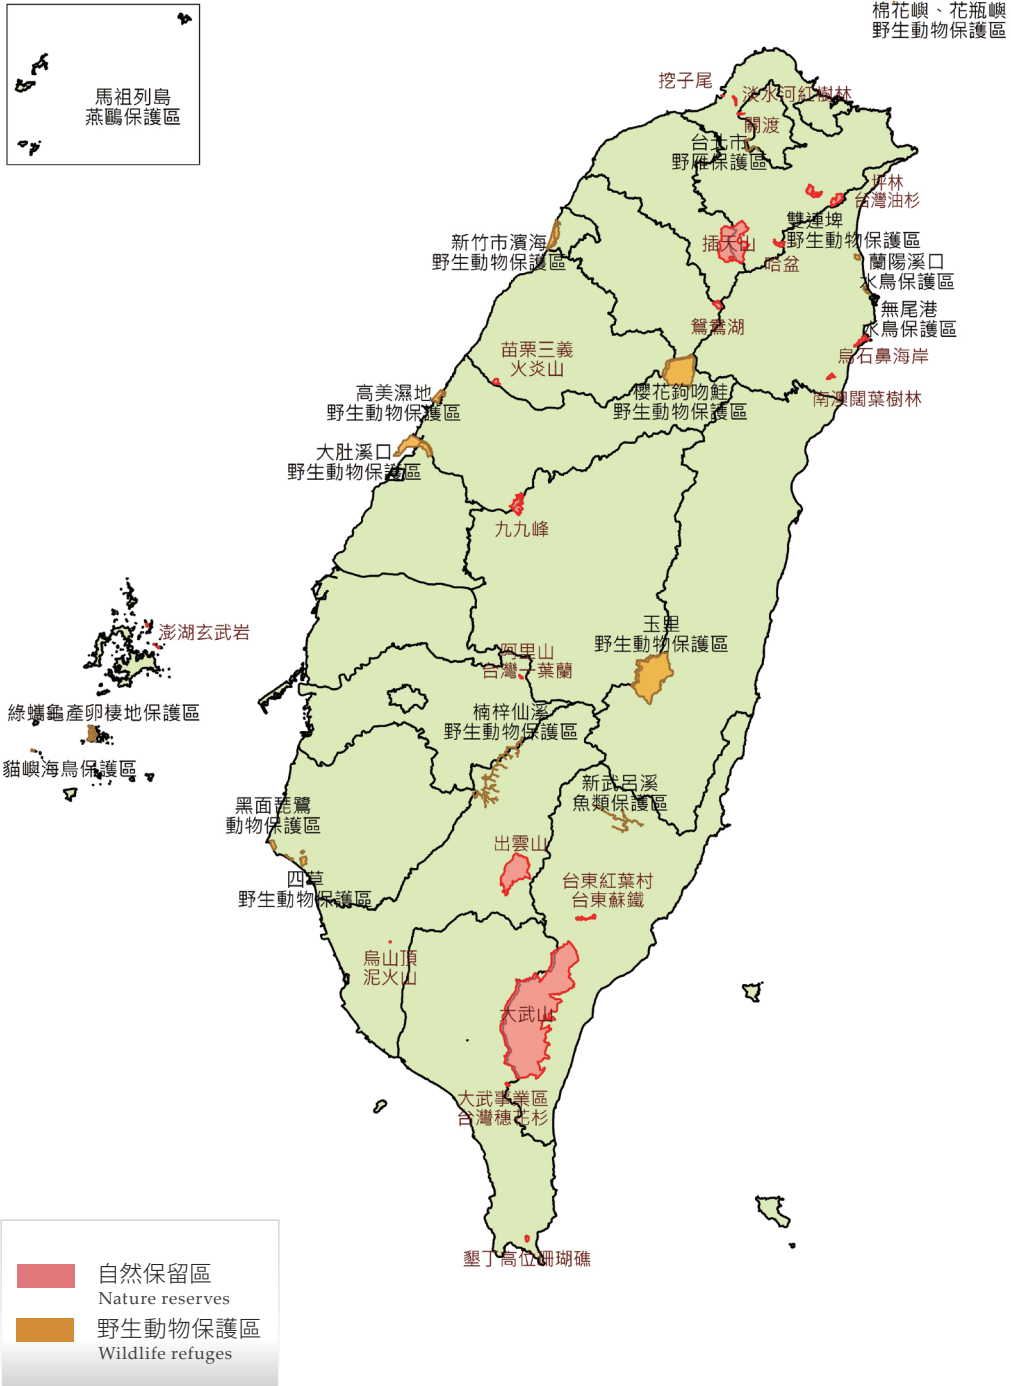 棉花嶼、花瓶嶼
野生動物保護區
馬祖列島
燕鷗保護區
挖子尾
淡水河紅樹林
關渡
台北市
野雁保護區
坪林
台灣油杉
雙連埤
野生動物保護區
插天山
哈盆
新竹市濱海
野生動物保護區
蘭陽溪口
水鳥保護區
無尾港
水鳥保護區
鴛鴦湖
烏石鼻海岸
苗栗三義
火炎山
櫻花鉤吻鮭
野生動物保護區
南澳闊葉樹林
高美濕地
野生動物保護區
大肚溪口
野生動物保護區
九九峰
澎湖玄武岩
玉里
野生動物保護區
阿里山
台灣一葉蘭
綠蠵龜產卵棲地保護區
楠梓仙溪
野生動物保護區
貓嶼海鳥保護區
新武呂溪
魚類保護區
黑面琵鷺
動物保護區
出雲山
四草
野生動物保護區
台東紅葉村
台東蘇鐵
烏山頂
泥火山
大武山
大武事業區
台灣穗花杉
墾丁高位珊瑚礁
自然保留區
Nature reserves
野生動物保護區
Wildlife refuges